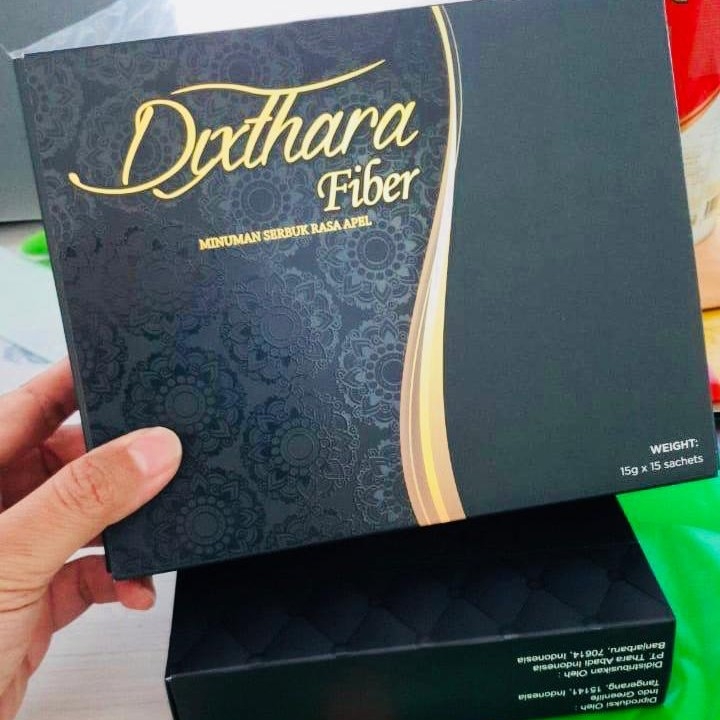 Dixthara
Fiber
MINUMAN SERBUK RASA APEL
WEIGHT:
15g x 15 sachets
Diproduksi Oleh :
Indo Greenlife
Tangerang, 15141, Indonesia
Didistribusikan Oleh :
PT. Thara Abadi Indonesia
Banjarbaru, 70614, Indonesia